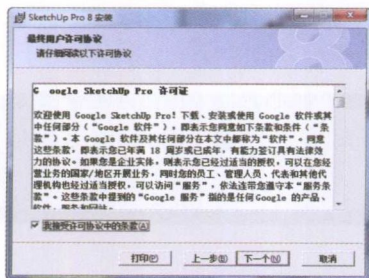 SketchUp Pro 8 安装
最终用户许可协议
请仔细阅读以下许可协议
G oogle SketchUp Pro 许可证
欢迎使用 Google SketchUp Pro! 下载、安装或使用 Google 软件或其
中任何部分（“Google 软件”），即表示您同意如下条款和条件（“条
款”）。本 Google 软件及其任何部分在本文中都称为“软件”。同意
这些条款，即表示您已年满 18 周岁或已成年，有能力签订具有法律效
力的协议。如果您是企业实体，则表示您已经过适当的授权，可以在您经
营业务的国家/地区开展业务，同时您的员工、管理人员、代表和其他代
理机构也经过适当授权，可以访问“服务”，依法连带您遵守本“服务条
款”。这些条款中提到的“Google 服务”指的是任何 Google 的产品、
软件、服务和网站。
我接受许可协议中的条款(A)
打印(P) 上一步(B) 下一个(N) 取消